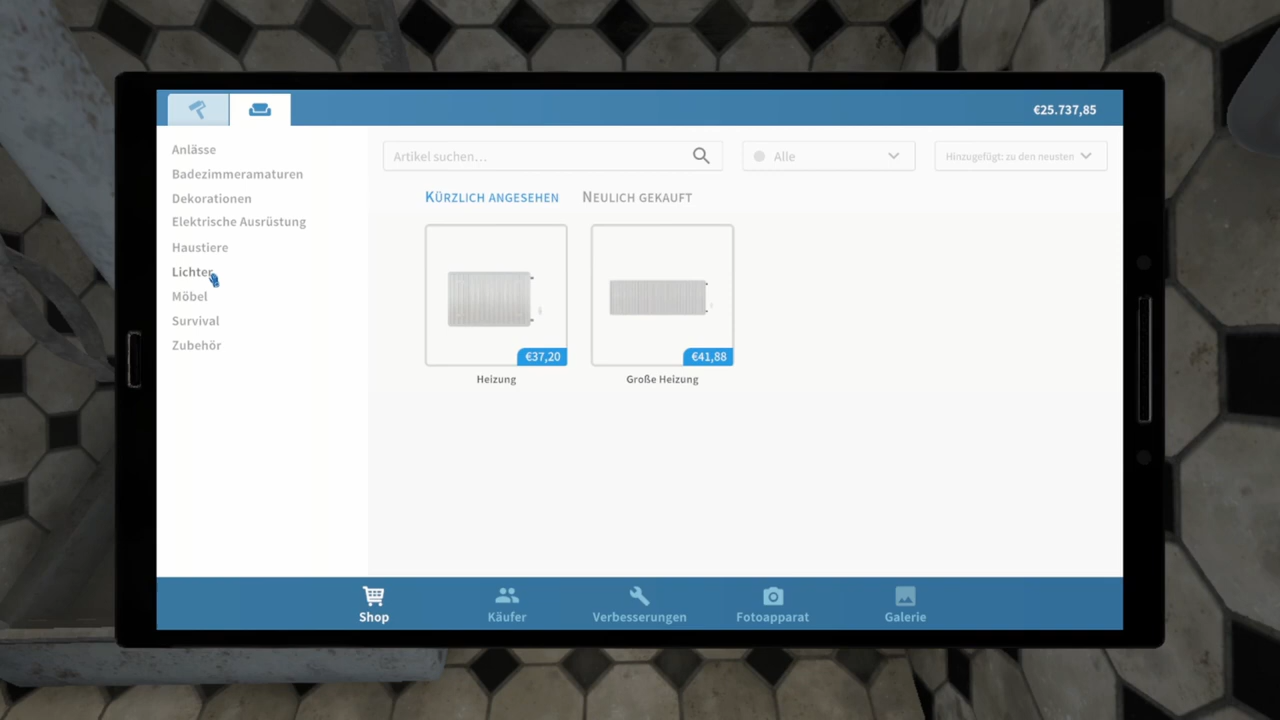 €25.737,85
Anlässe
Badezimmeramaturen
Dekorationen
Elektrische Ausrüstung
Haustiere
Lichter
Möbel
Survival
Zubehör
Artikel suchen...
Alle
Hinzugefügt: zu den neusten
KÜRZLICH ANGESEHEN
NEULICH GEKAUFT
€37,20
€41,88
Heizung
Große Heizung
Shop
Käufer
Verbesserungen
Fotoapparat
Galerie